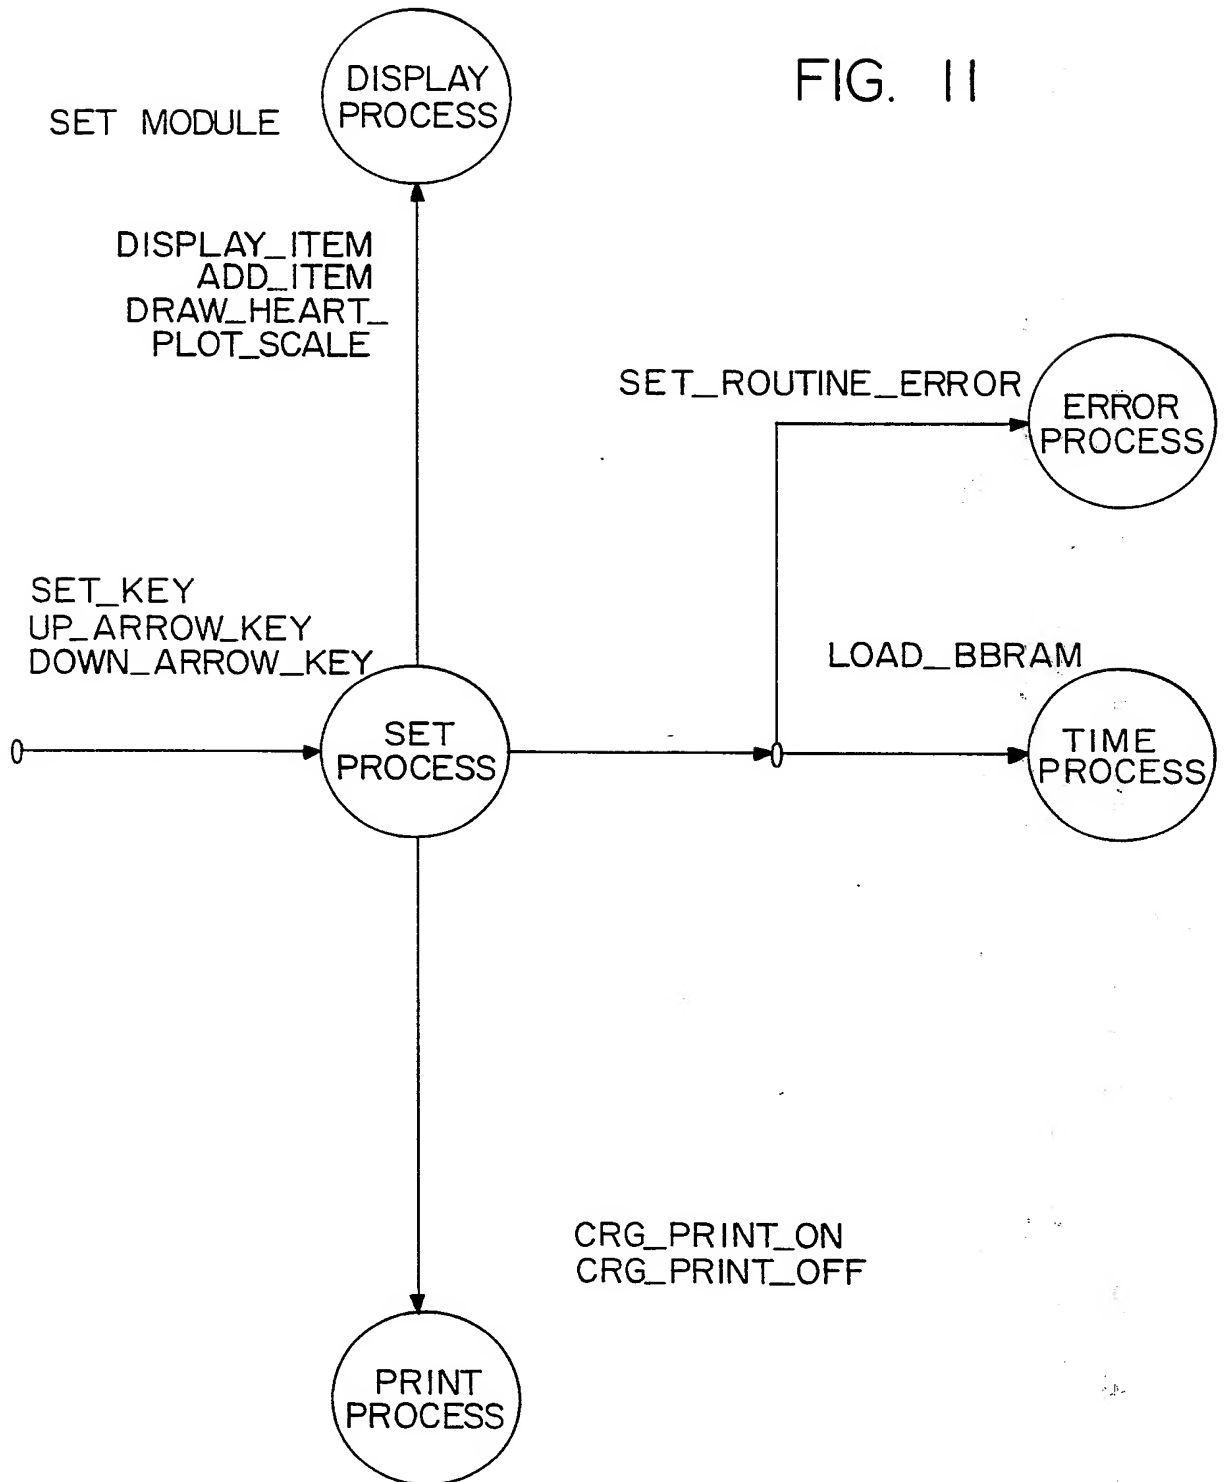 FIG. 11
SET MODULE
DISPLAY
PROCESS
DISPLAY_ITEM
ADD_ITEM
DRAW_HEART_
PLOT_SCALE
SET_ROUTINE_ERROR
ERROR
PROCESS
SET_KEY
UP_ARROW_KEY
DOWN_ARROW_KEY
SET
PROCESS
LOAD_BBRAM
TIME
PROCESS
CRG_PRINT_ON
CRG_PRINT_OFF
PRINT
PROCESS